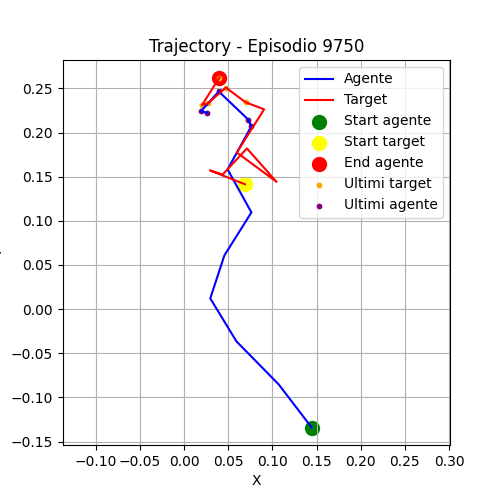 Trajectory - Episodio 9750
Agente
Target
Start agente
Start target
End agente
Ultimi target
Ultimi agente
0.25
0.20
0.15
0.10
0.05
0.00
−0.05
−0.10
−0.15
−0.10 −0.05 0.00 0.05 0.10 0.15 0.20 0.25 0.30
X